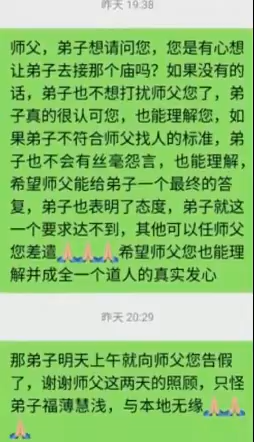 昨天 19:38
师父，弟子想请问您，您是有心想
让弟子去接那个庙吗？如果没有的
话，弟子也不想打扰师父您了，弟
子真的很认可您，也能理解您，如
果弟子不符合师父找人的标准，弟
子也不会有丝毫怨言，也能理解，
希望师父能给弟子一个最终的答
复，弟子也表明了态度，弟子就这
一个要求达不到，其他可以任师父
您差遣🙏🙏🙏希望师父您也能理
解并成全一个道人的真实发心
昨天 20:29
那弟子明天上午就向师父您告假
了，谢谢师父这两天的照顾，只怪
弟子福薄慧浅，与本地无缘🙏🙏
🙏